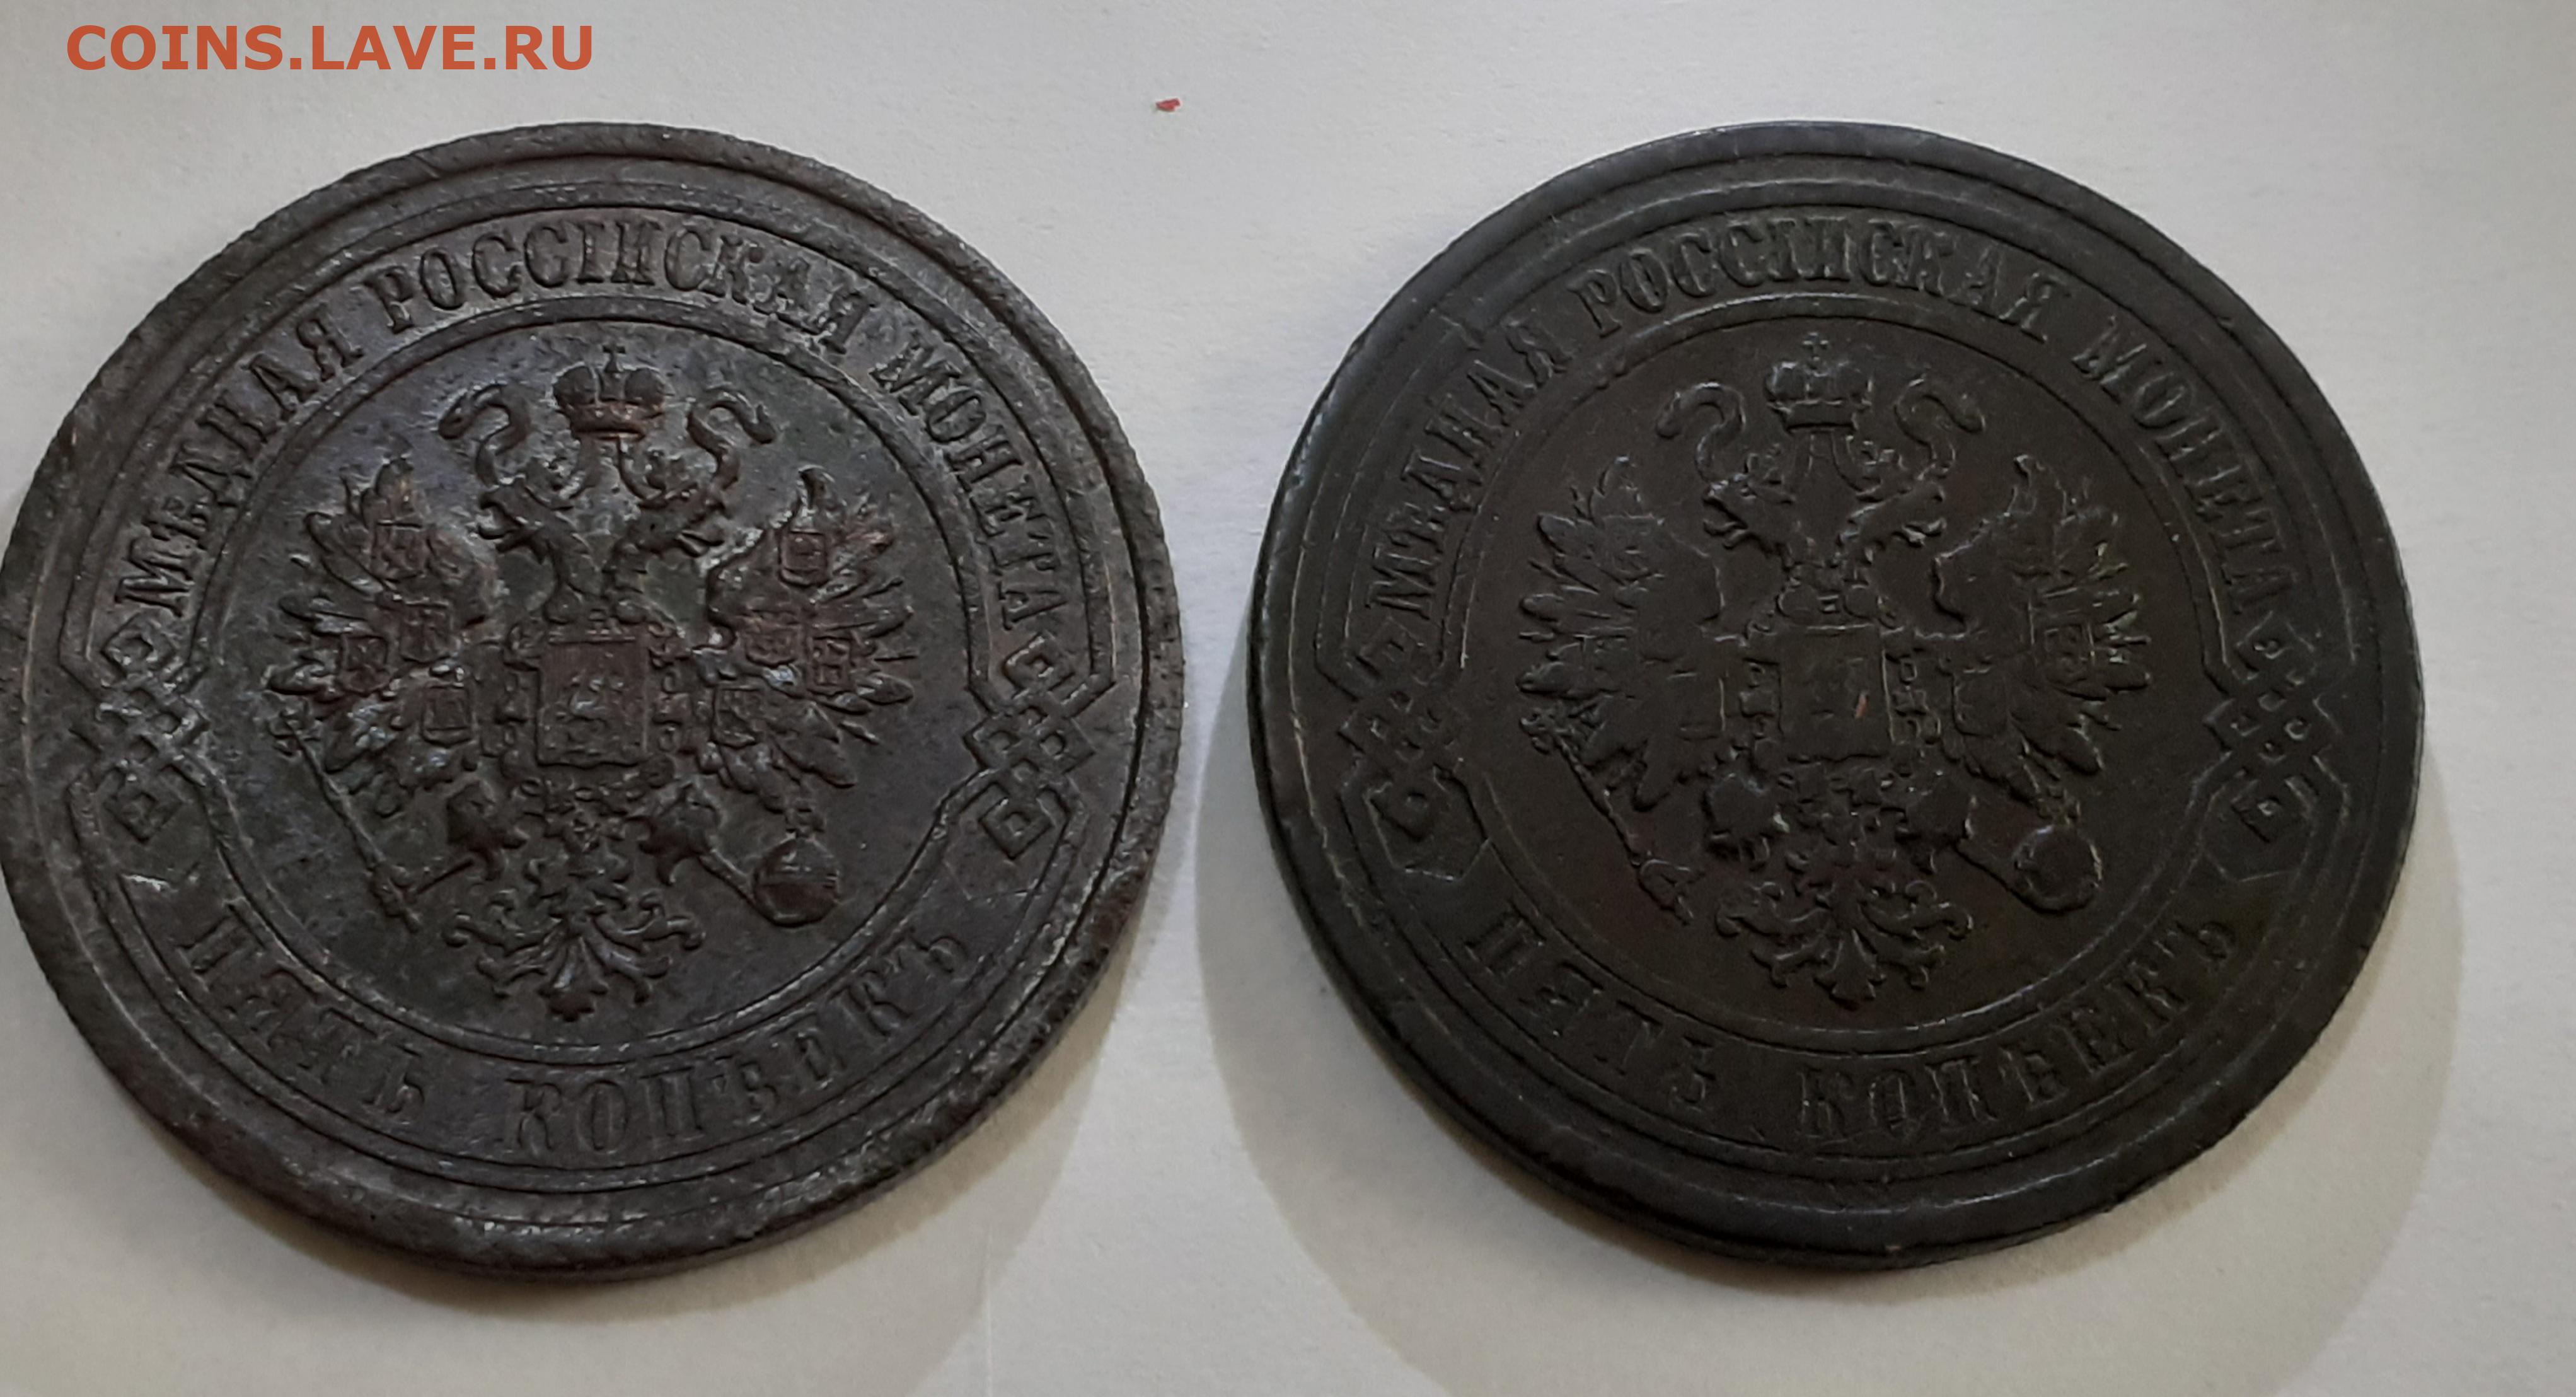 COINS.LAVE.RU
МѢДНАЯ РОССІЙСКАЯ МОНЕТА
ПЯТЬ КОПѢЕКЪ
МѢДНАЯ РОССІЙСКАЯ МОНЕТА
ПЯТЬ КОПѢЕКЪ